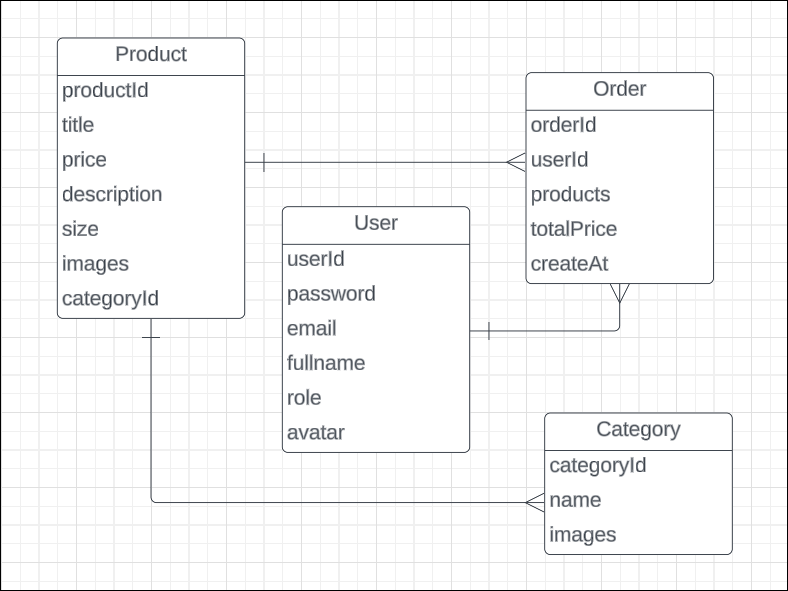 Product
productId
title
price
description
size
images
categoryId
Order
orderId
userId
products
totalPrice
createAt
User
userId
password
email
fullname
role
avatar
Category
categoryId
name
images